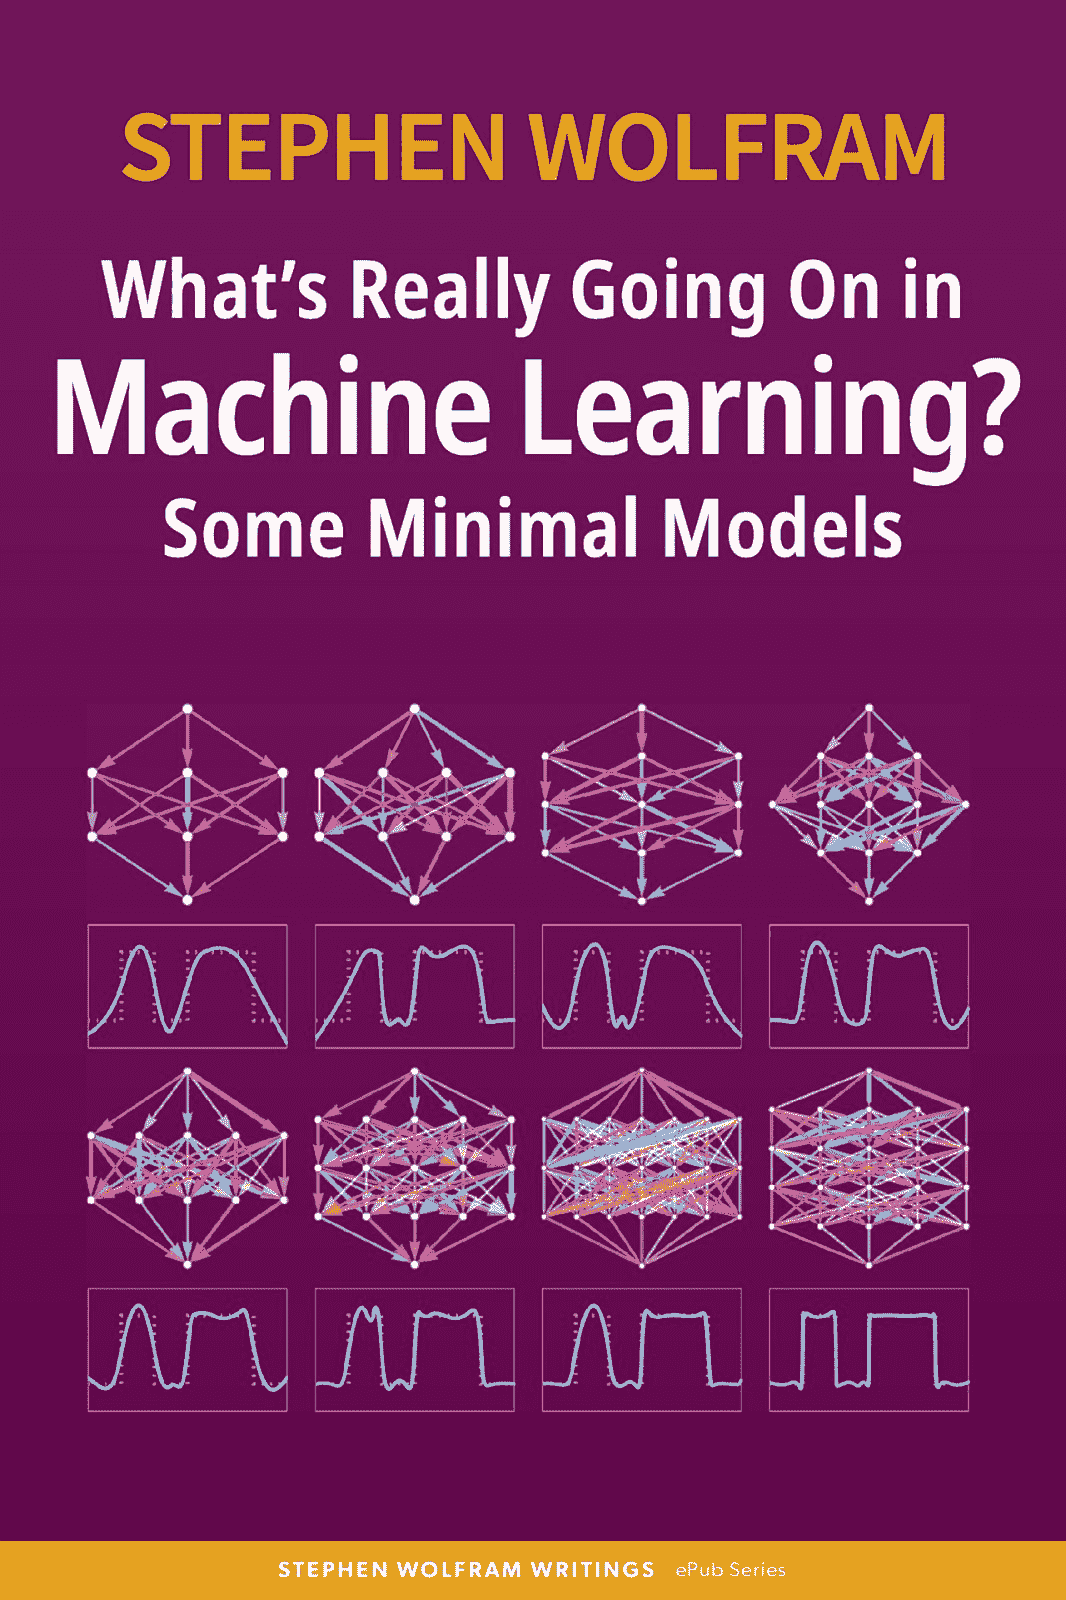 STEPHEN WOLFRAM
What’s Really Going On in
Machine Learning?
Some Minimal Models
STEPHEN WOLFRAM WRITINGS ePub Series